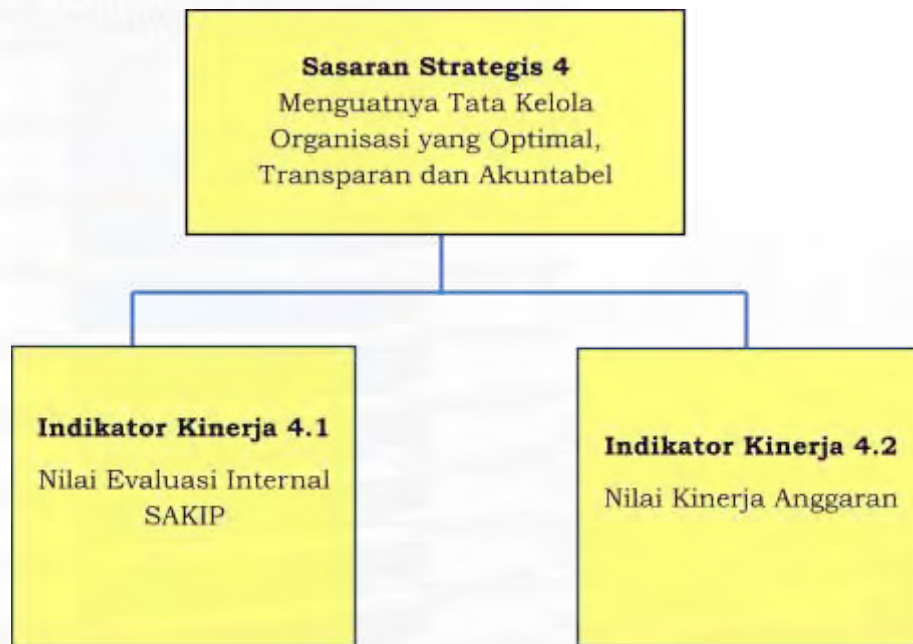 Sasaran Strategis 4
Menguatnya Tata Kelola
Organisasi yang Optimal,
Transparan dan Akuntabel
Indikator Kinerja 4.1
Nilai Evaluasi Internal
SAKIP
Indikator Kinerja 4.2
Nilai Kinerja Anggaran